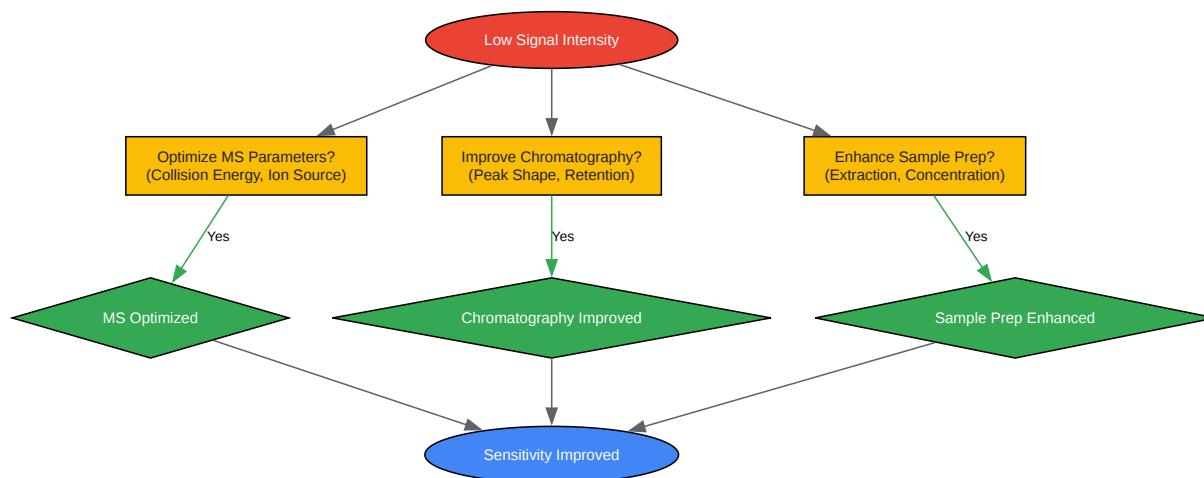 Low Signal Intensity
Optimize MS Parameters?
(Collision Energy, Ion Source)
Improve Chromatography?
(Peak Shape, Retention)
Enhance Sample Prep?
(Extraction, Concentration)
Yes
Yes
Yes
MS Optimized
Chromatography Improved
Sample Prep Enhanced
Sensitivity Improved